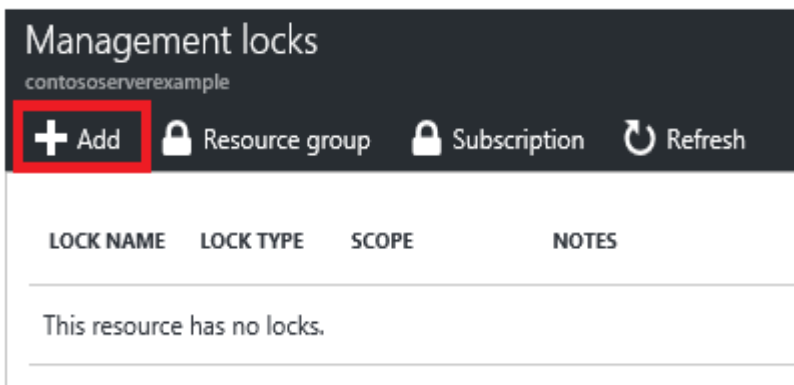 Management locks
contososerverexample
Add Resource group Subscription Refresh
LOCK NAME LOCK TYPE SCOPE NOTES
This resource has no locks.